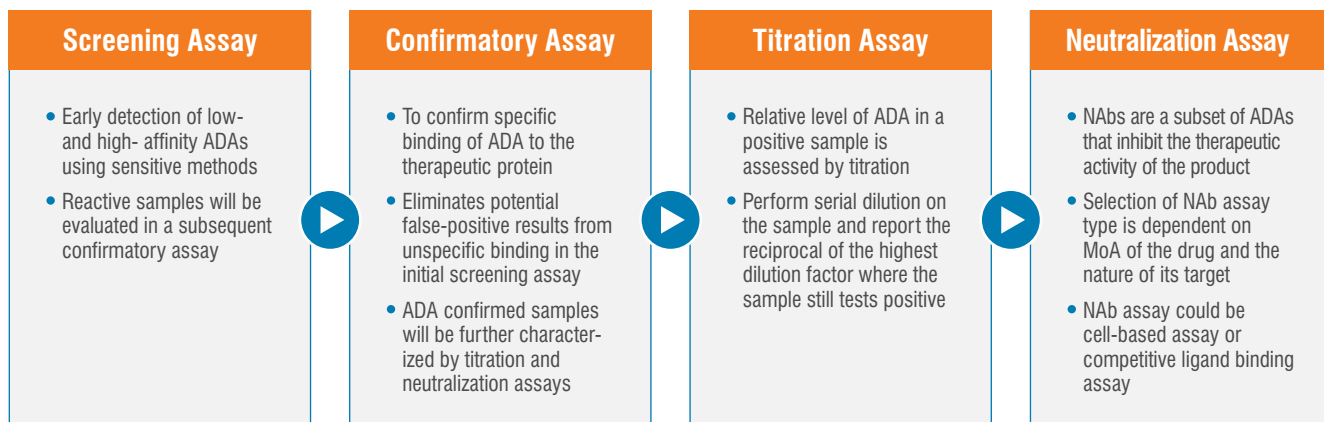 Screening Assay
• Early detection of low-
and high- affinity ADAs
using sensitive methods
• Reactive samples will be
evaluated in a subsequent
confirmatory assay
Confirmatory Assay
• To confirm specific
binding of ADA to the
therapeutic protein
• Eliminates potential
false-positive results from
unspecific binding in the
initial screening assay
• ADA confirmed samples
will be further character-
ized by titration and
neutralization assays
Titration Assay
• Relative level of ADA in a
positive sample is
assessed by titration
• Perform serial dilution on
the sample and report the
reciprocal of the highest
dilution factor where the
sample still tests positive
Neutralization Assay
• NAbs are a subset of ADAs
that inhibit the therapeutic
activity of the product
• Selection of NAb assay
type is dependent on
MoA of the drug and the
nature of its target
• NAb assay could be
cell-based assay or
competitive ligand binding
assay